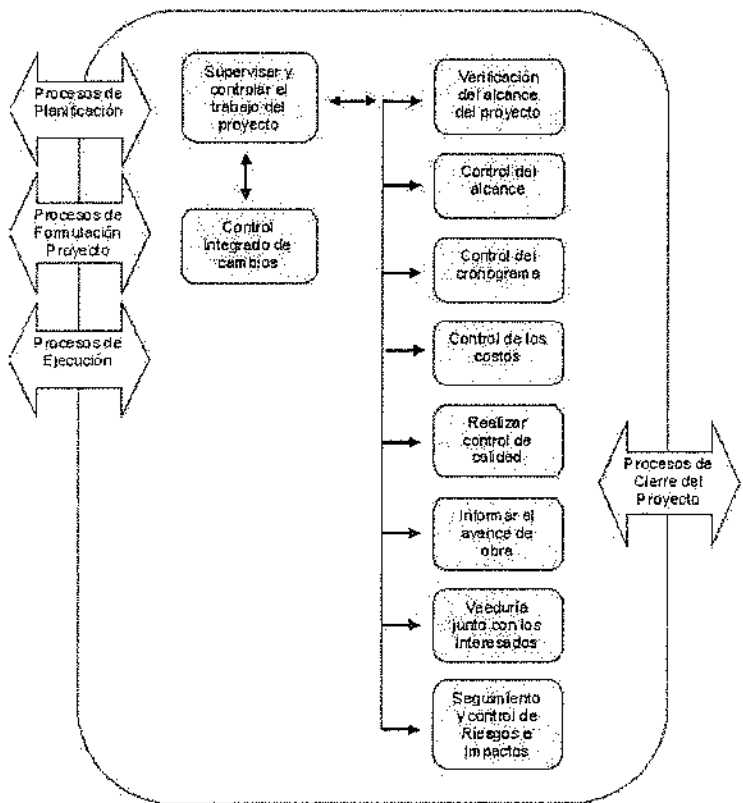 Procesos de
Planificación
Procesos de
Formulación
Proyecto
Procesos de
Ejecución
Supervisar y
controlar el
trabajo del
proyecto
Control
integrado de
cambios
Verificación
del alcance
del proyecto
Control del
alcance
Control del
cronograma
Control de los
costos
Realizar
control de
calidad
Informar el
avance de
obra
Veeduría
junto con los
interesados
Seguimiento
y control de
Riesgos e
Impactos
Procesos de
Cierre del
Proyecto